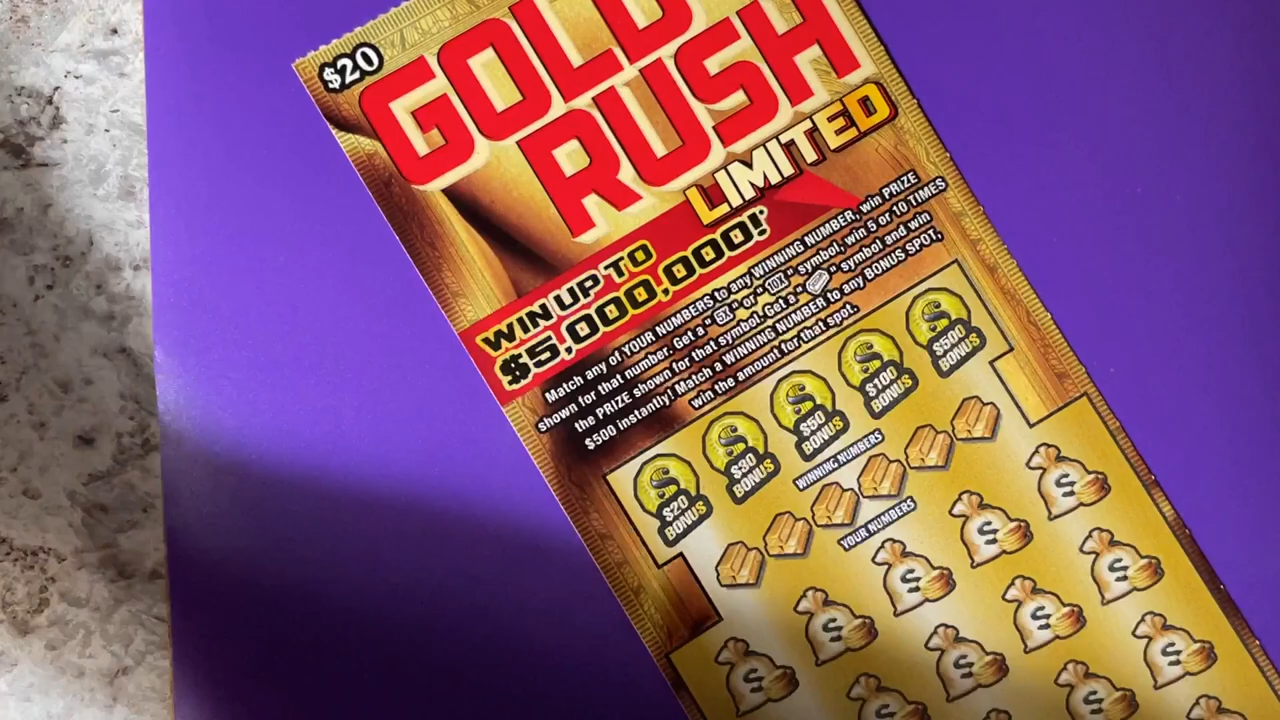 $20
GOLD
RUSH
LIMITED
WIN UP TO
$5,000,000!*
Match any of YOUR NUMBERS to any WINNING NUMBER, win PRIZE
shown for that number. Get a "5X" or "10X" symbol, win 5 or 10 TIMES
the PRIZE shown for that symbol. Get a " " symbol and win
$500 instantly! Match a WINNING NUMBER to any BONUS SPOT,
win the amount for that spot.
$20
BONUS
$30
BONUS
$50
BONUS
$100
BONUS
$500
BONUS
WINNING NUMBERS
YOUR NUMBERS